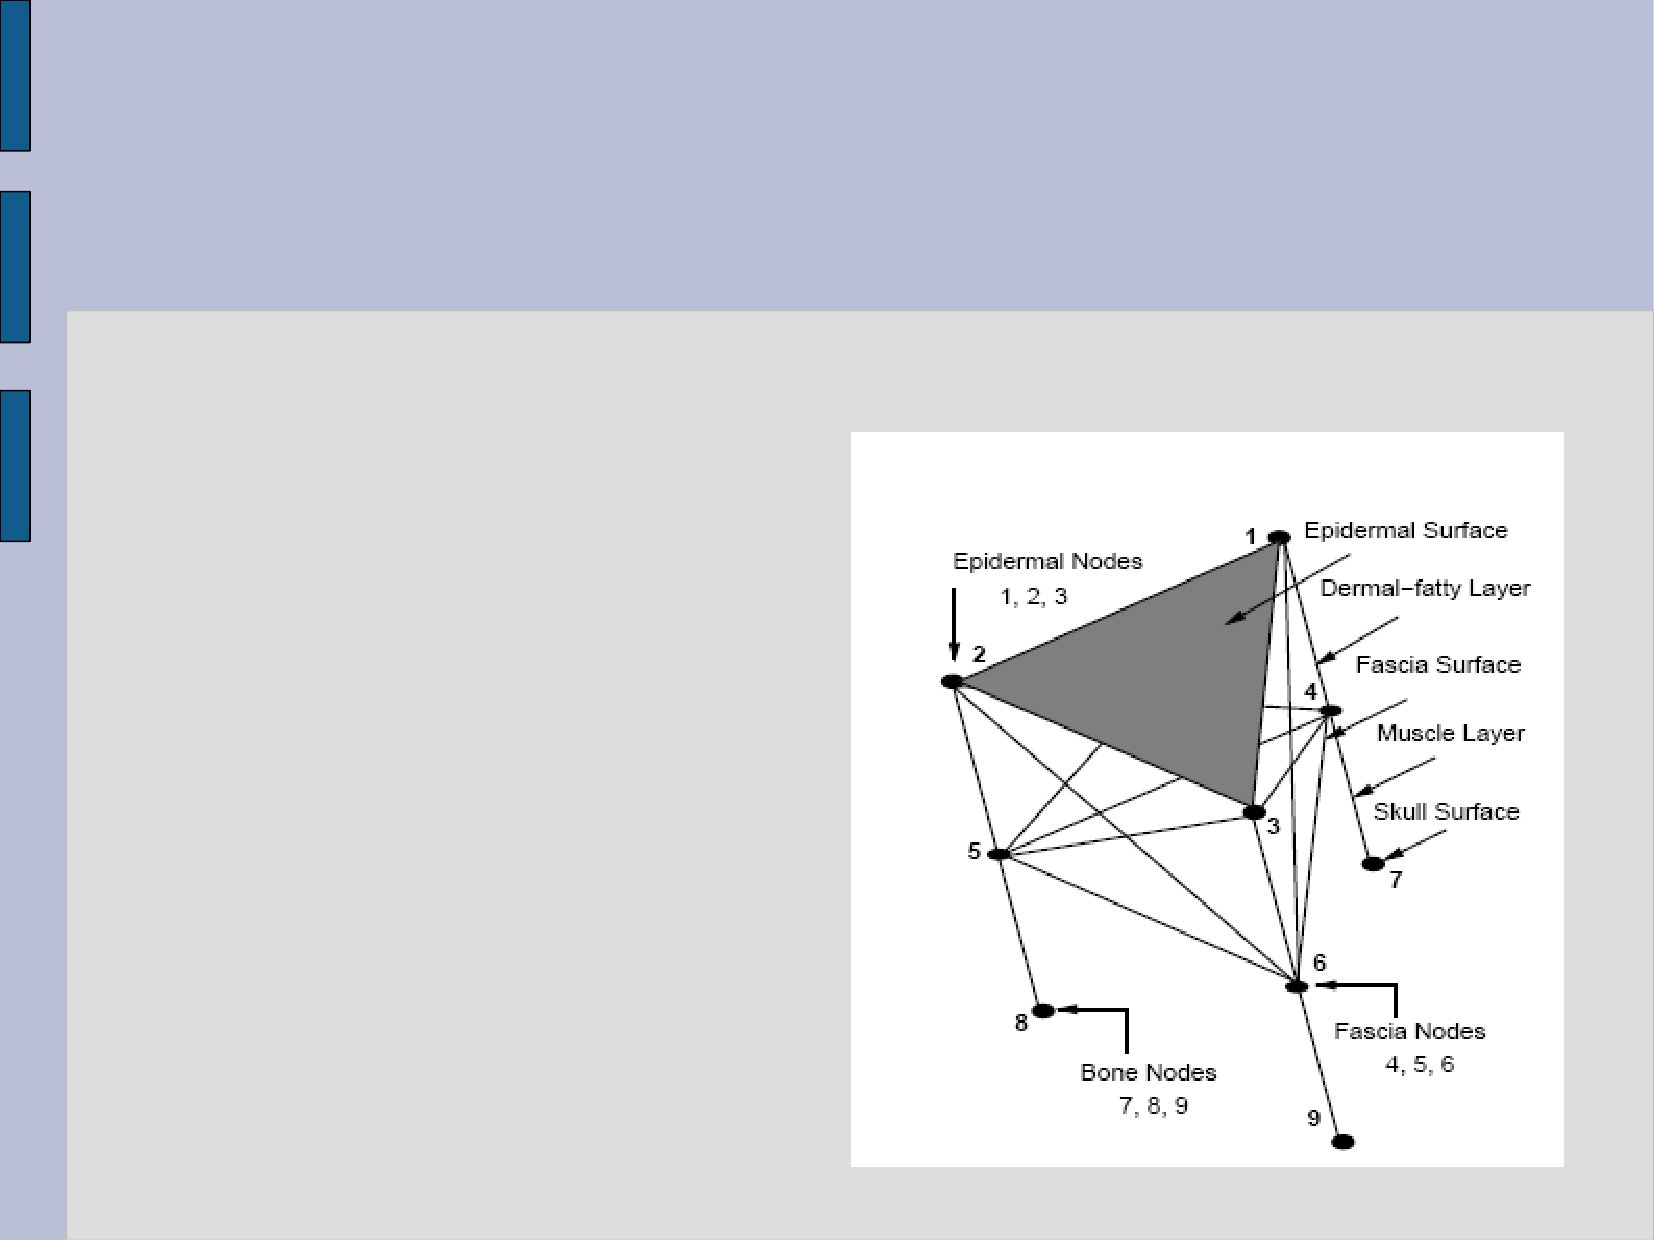 1
Epidermal Surface
Epidermal Nodes
1, 2, 3
Dermal–fatty Layer
2
Fascia Surface
4
Muscle Layer
Skull Surface
3
5
7
6
8
Fascia Nodes
4, 5, 6
Bone Nodes
7, 8, 9
9